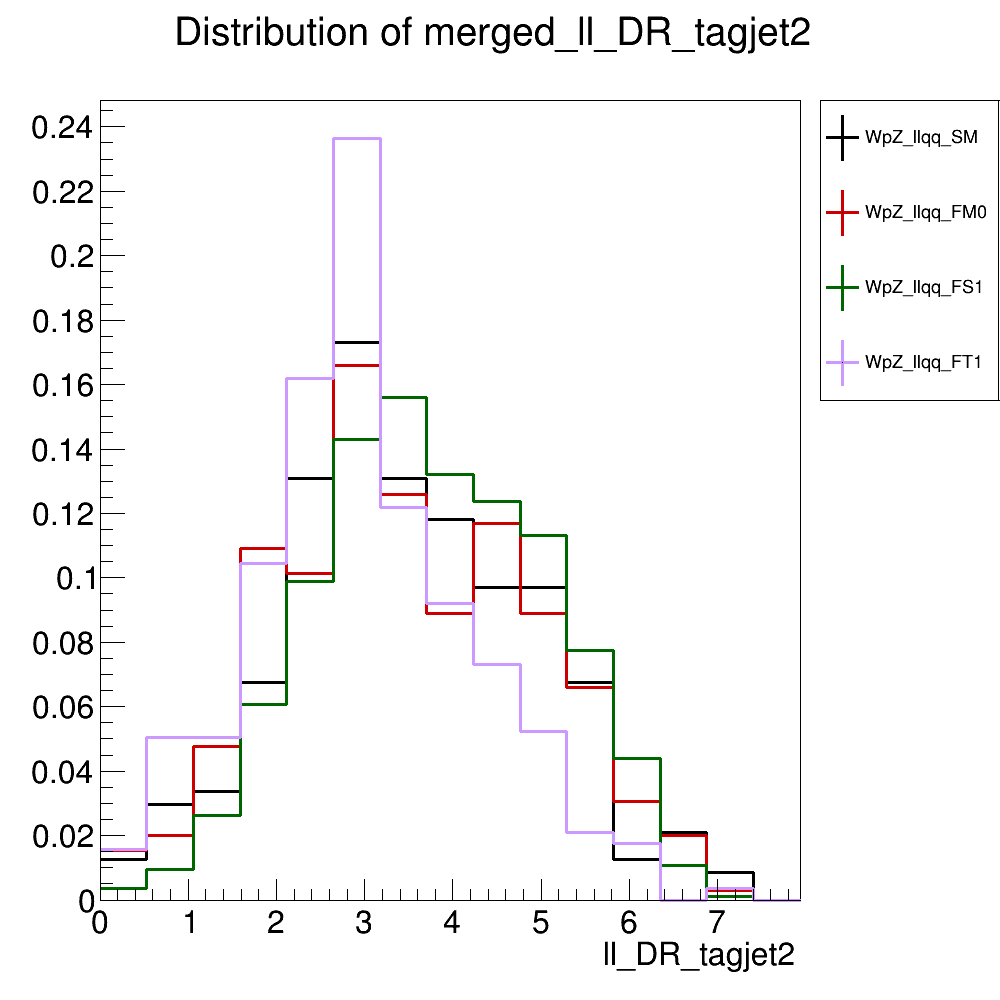 Distribution of merged_ll_DR_tagjet2
WpZ_llqq_SM
WpZ_llqq_FM0
WpZ_llqq_FS1
WpZ_llqq_FT1
0.24
0.22
0.2
0.18
0.16
0.14
0.12
0.1
0.08
0.06
0.04
0.02
0
0 1 2 3 4 5 6 7
ll_DR_tagjet2